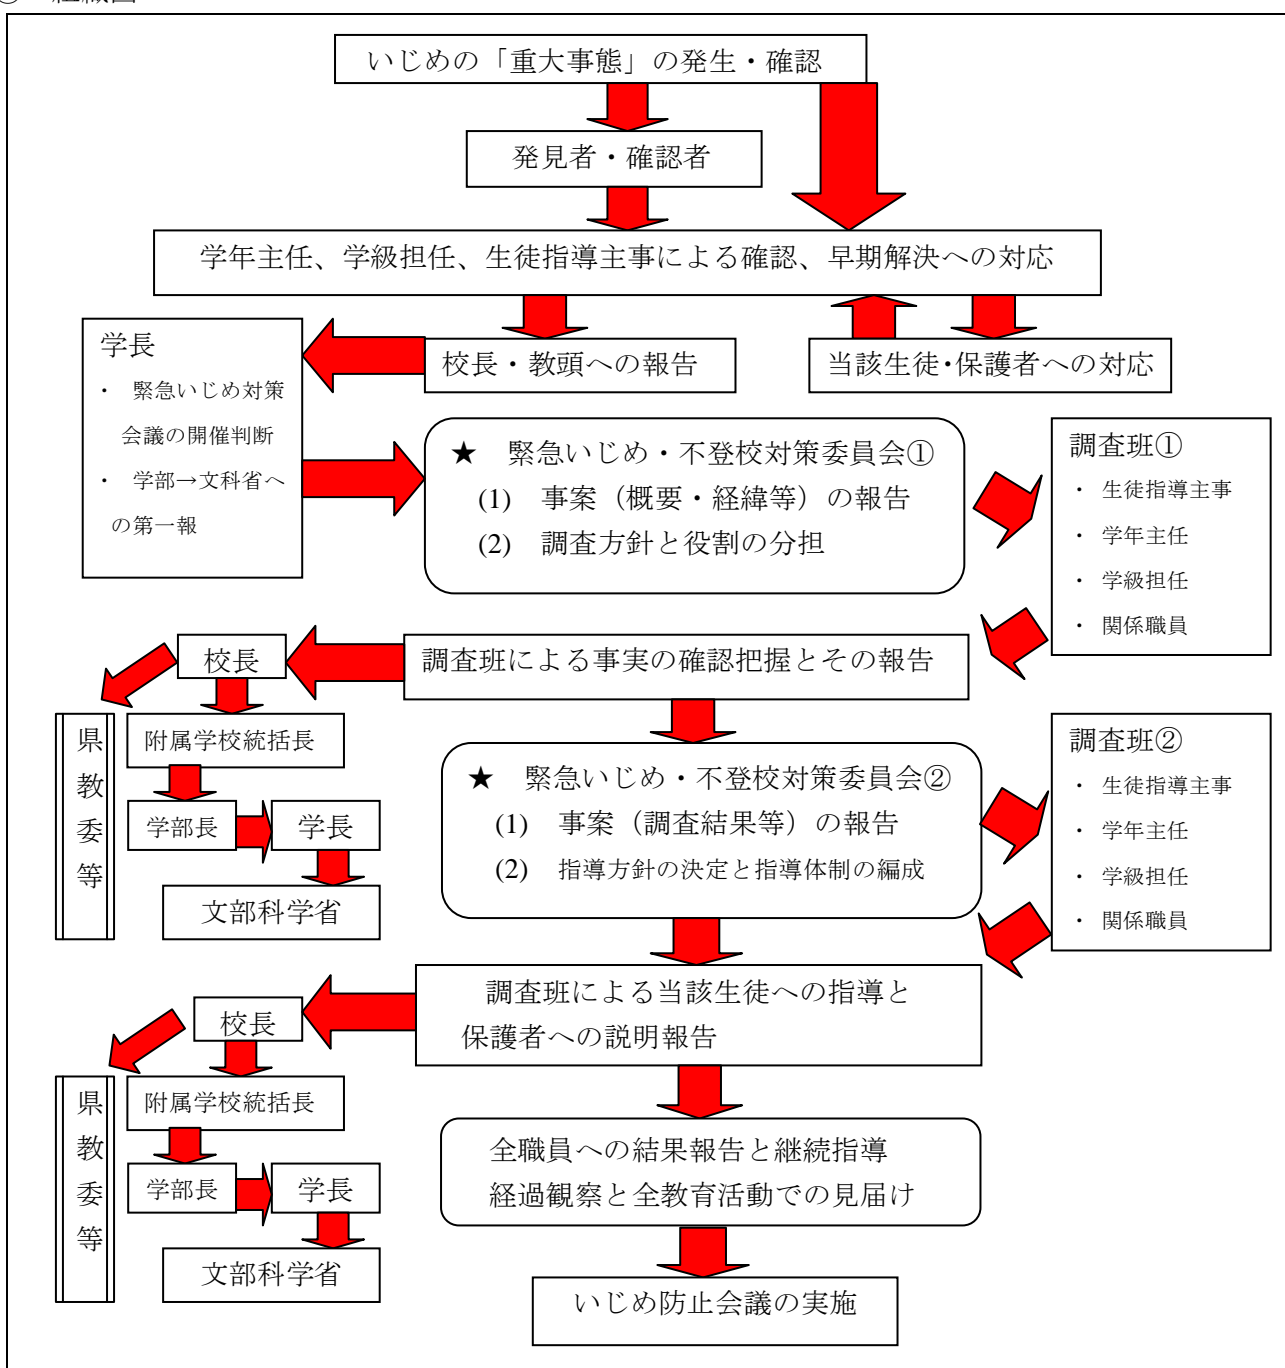 いじめの「重大事態」の発生・確認
発見者・確認者
学年主任、学級担任、生徒指導主事による確認、早期解決への対応
学長
・ 緊急いじめ対策
会議の開催判断
・ 学部→文科省へ
の第一報
校長・教頭への報告
当該生徒・保護者への対応
★ 緊急いじめ・不登校対策委員会①
(1) 事案（概要・経緯等）の報告
(2) 調査方針と役割の分担
調査班①
・ 生徒指導主事
・ 学年主任
・ 学級担任
・ 関係職員
校長
調査班による事実の確認把握とその報告
県教委等
附属学校統括長
学部長
学長
文部科学省
★ 緊急いじめ・不登校対策委員会②
(1) 事案（調査結果等）の報告
(2) 指導方針の決定と指導体制の編成
調査班②
・ 生徒指導主事
・ 学年主任
・ 学級担任
・ 関係職員
校長
調査班による当該生徒への指導と
保護者への説明報告
県教委等
附属学校統括長
学部長
学長
文部科学省
全職員への結果報告と継続指導
経過観察と全教育活動での見届け
いじめ防止会議の実施